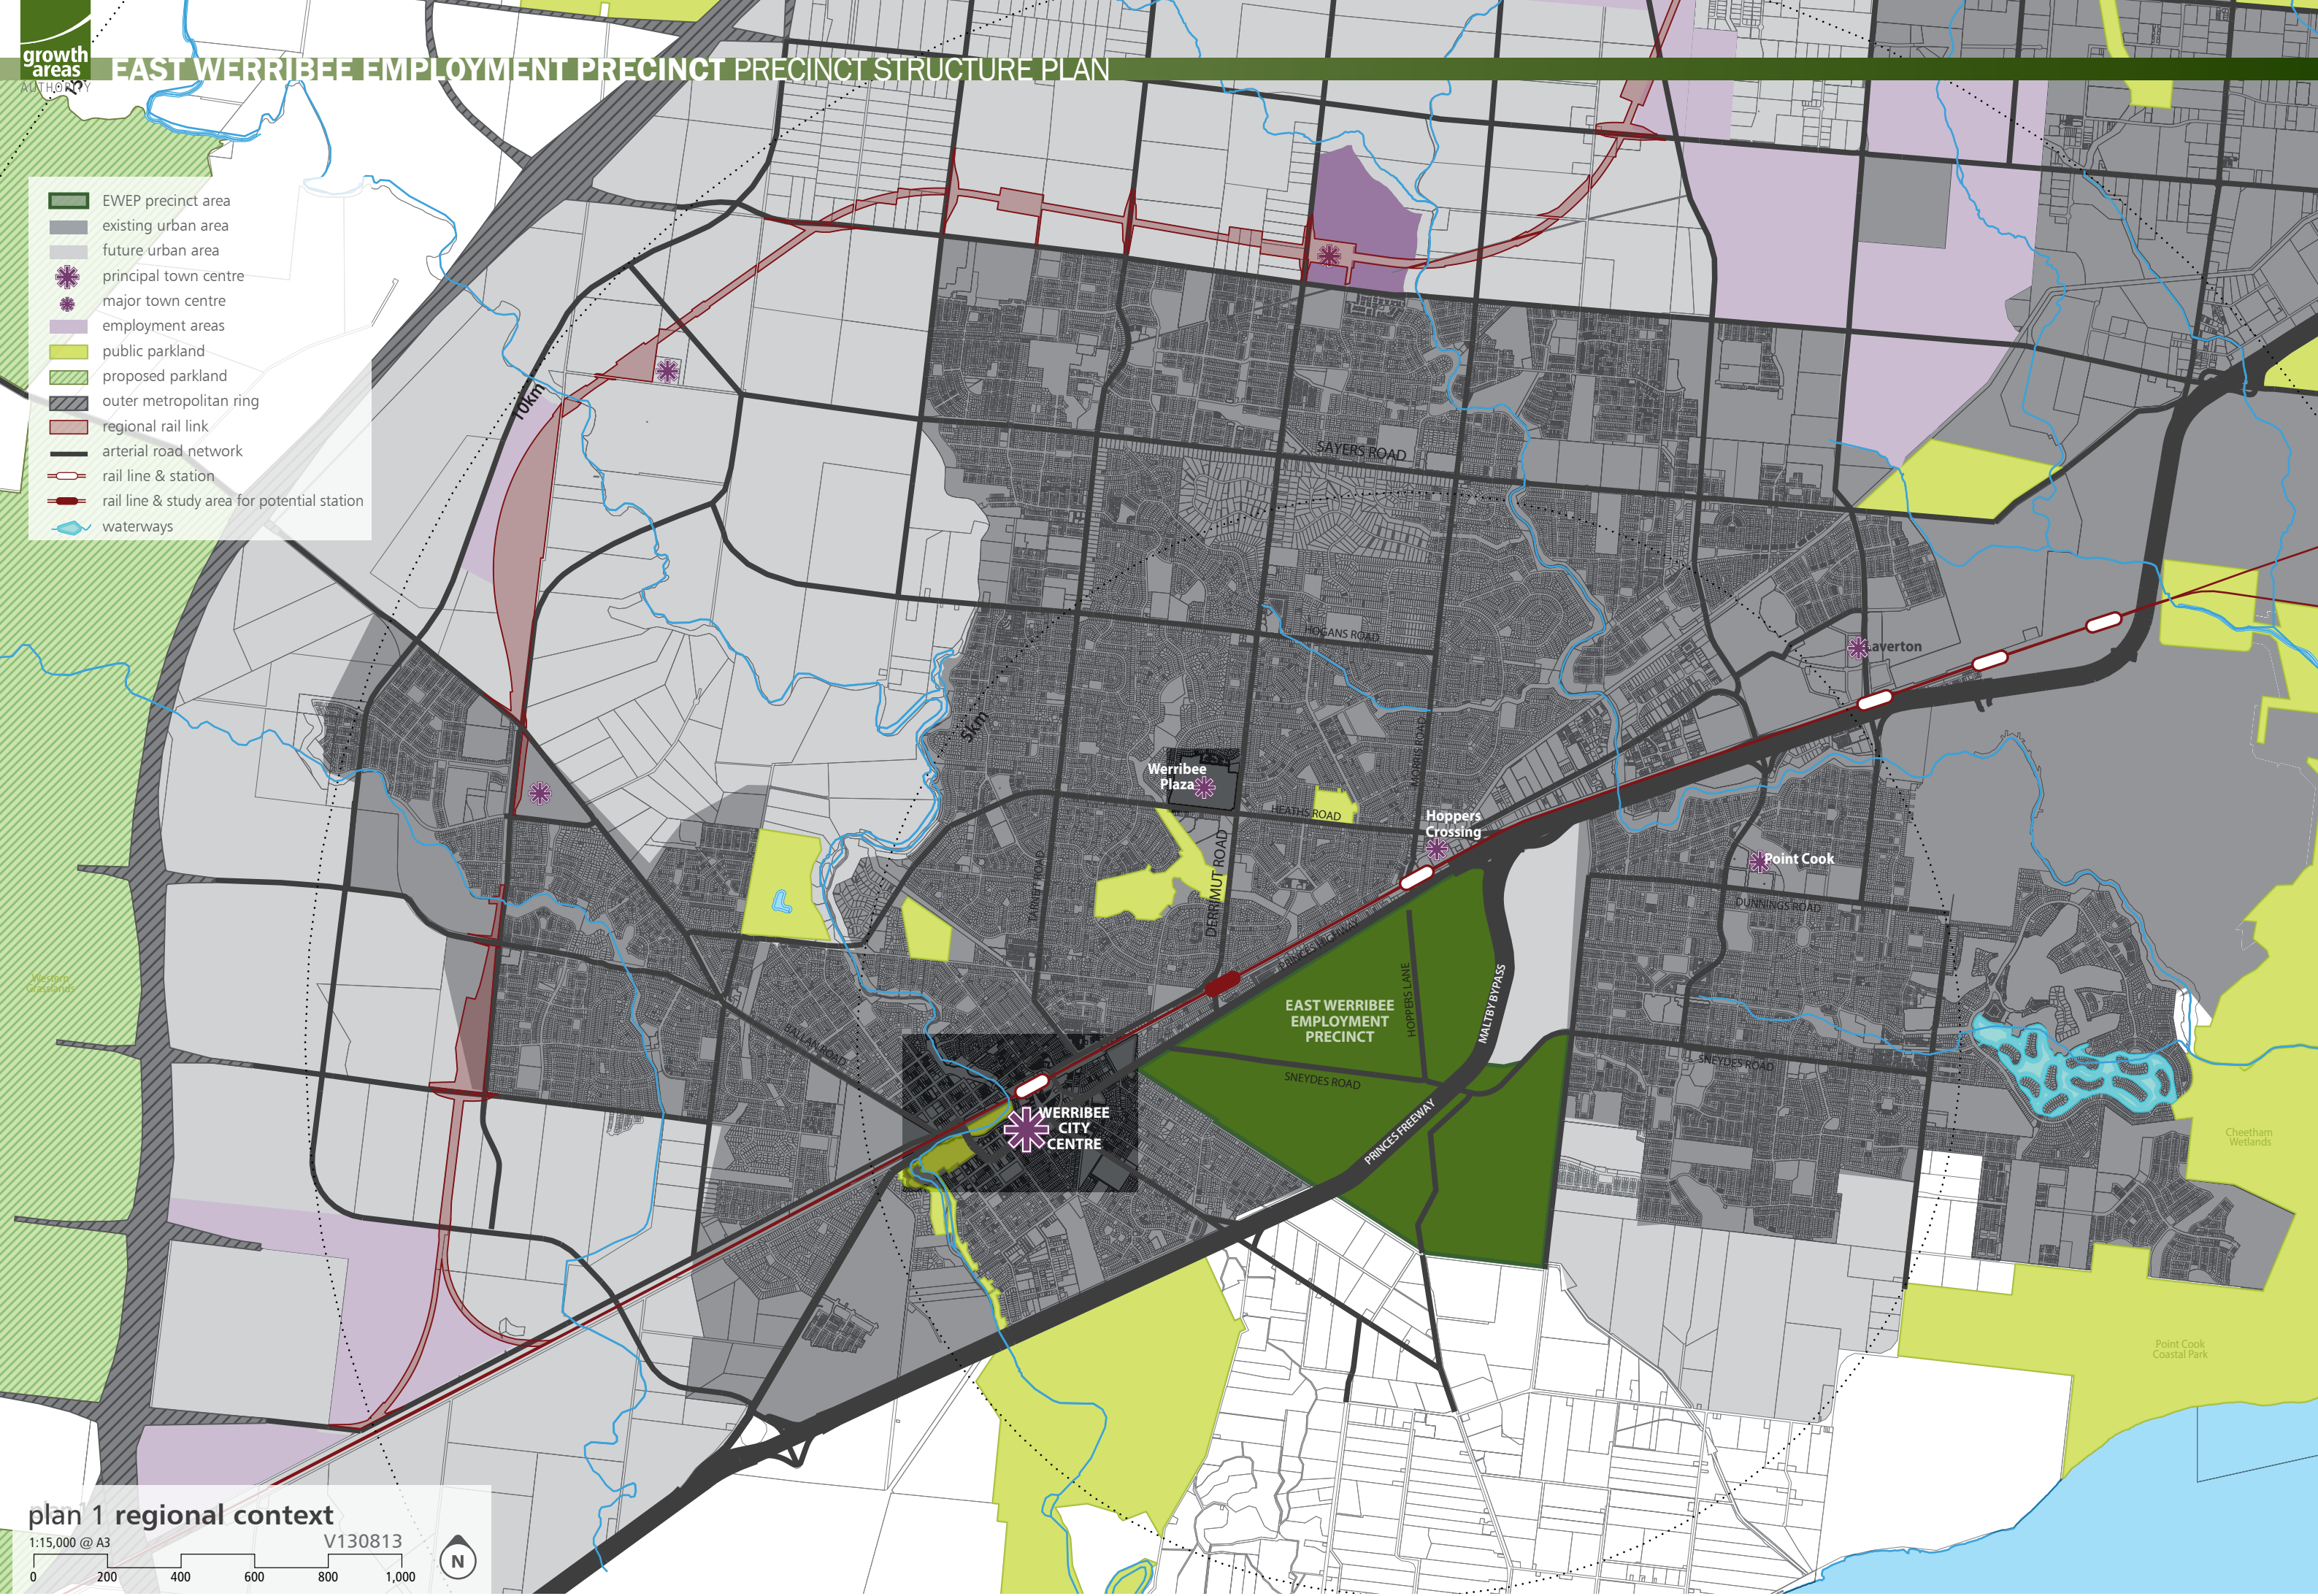 growth
areas
AUTHORITY
EAST WERRIBEE EMPLOYMENT PRECINCT PRECINCT STRUCTURE PLAN
EWEP precinct area
existing urban area
future urban area
principal town centre
major town centre
employment areas
public parkland
proposed parkland
outer metropolitan ring
regional rail link
arterial road network
rail line & station
rail line & study area for potential station
waterways
10km
5km
SAYERS ROAD
HOGANS ROAD
MORRIS ROAD
Laverton
Werribee
Plaza
HEATHS ROAD
Hoppers
Crossing
Point Cook
TARNEIT ROAD
DERRIMUT ROAD
DUNNINGS ROAD
PRINCES HIGHWAY
HOPPERS LANE
MALTBY BYPASS
EAST WERRIBEE
EMPLOYMENT
PRECINCT
Western
Grasslands
BALLAN ROAD
SNEYDES ROAD
SNEYDES ROAD
PRINCES FREEWAY
WERRIBEE
CITY
CENTRE
Cheetham
Wetlands
Point Cook
Coastal Park
plan 1 regional context
1:15,000 @ A3
V130813
0 200 400 600 800 1,000
N